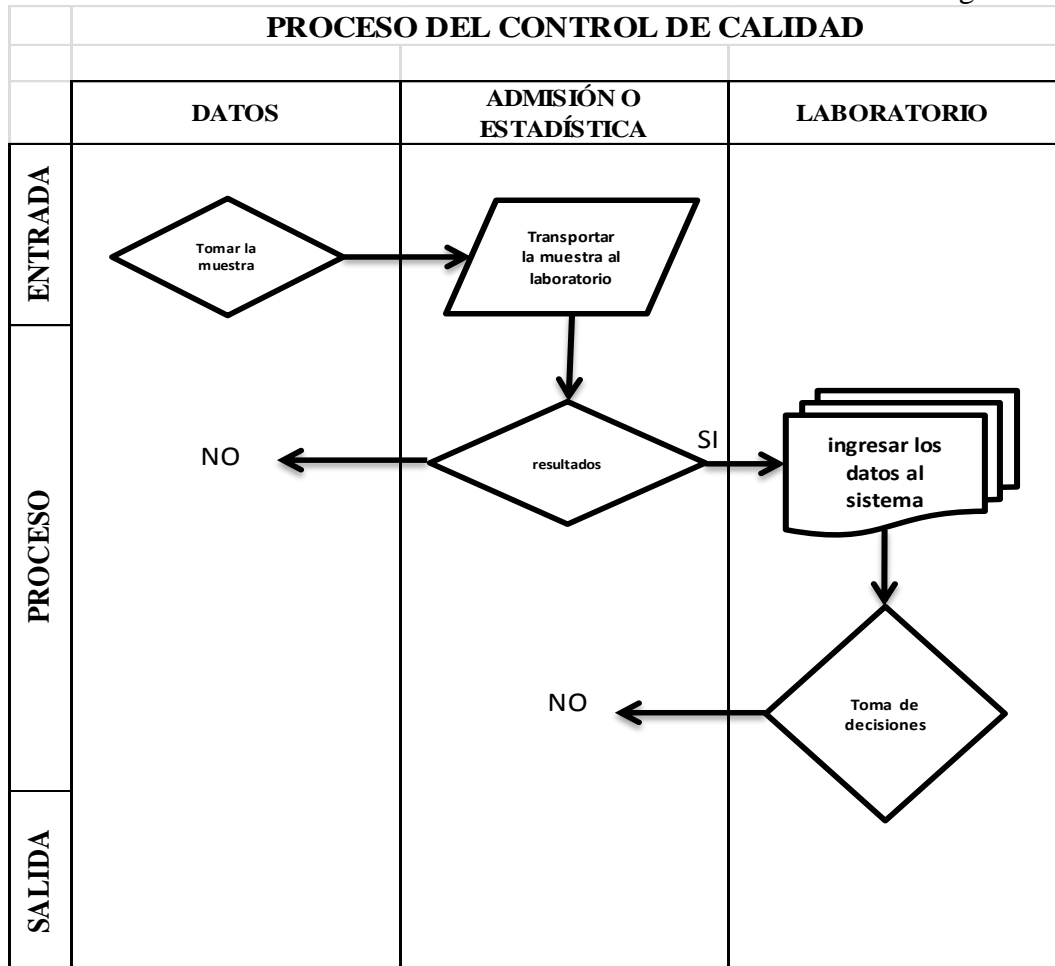 PROCESO DEL CONTROL DE CALIDAD
DATOS
ADMISIÓN O
ESTADÍSTICA
LABORATORIO
ENTRADA
Tomar la
muestra
Transportar
la muestra al
laboratorio
PROCESO
NO
resultados
SI
ingresar los
datos al
sistema
NO
Toma de
decisiones
SALIDA